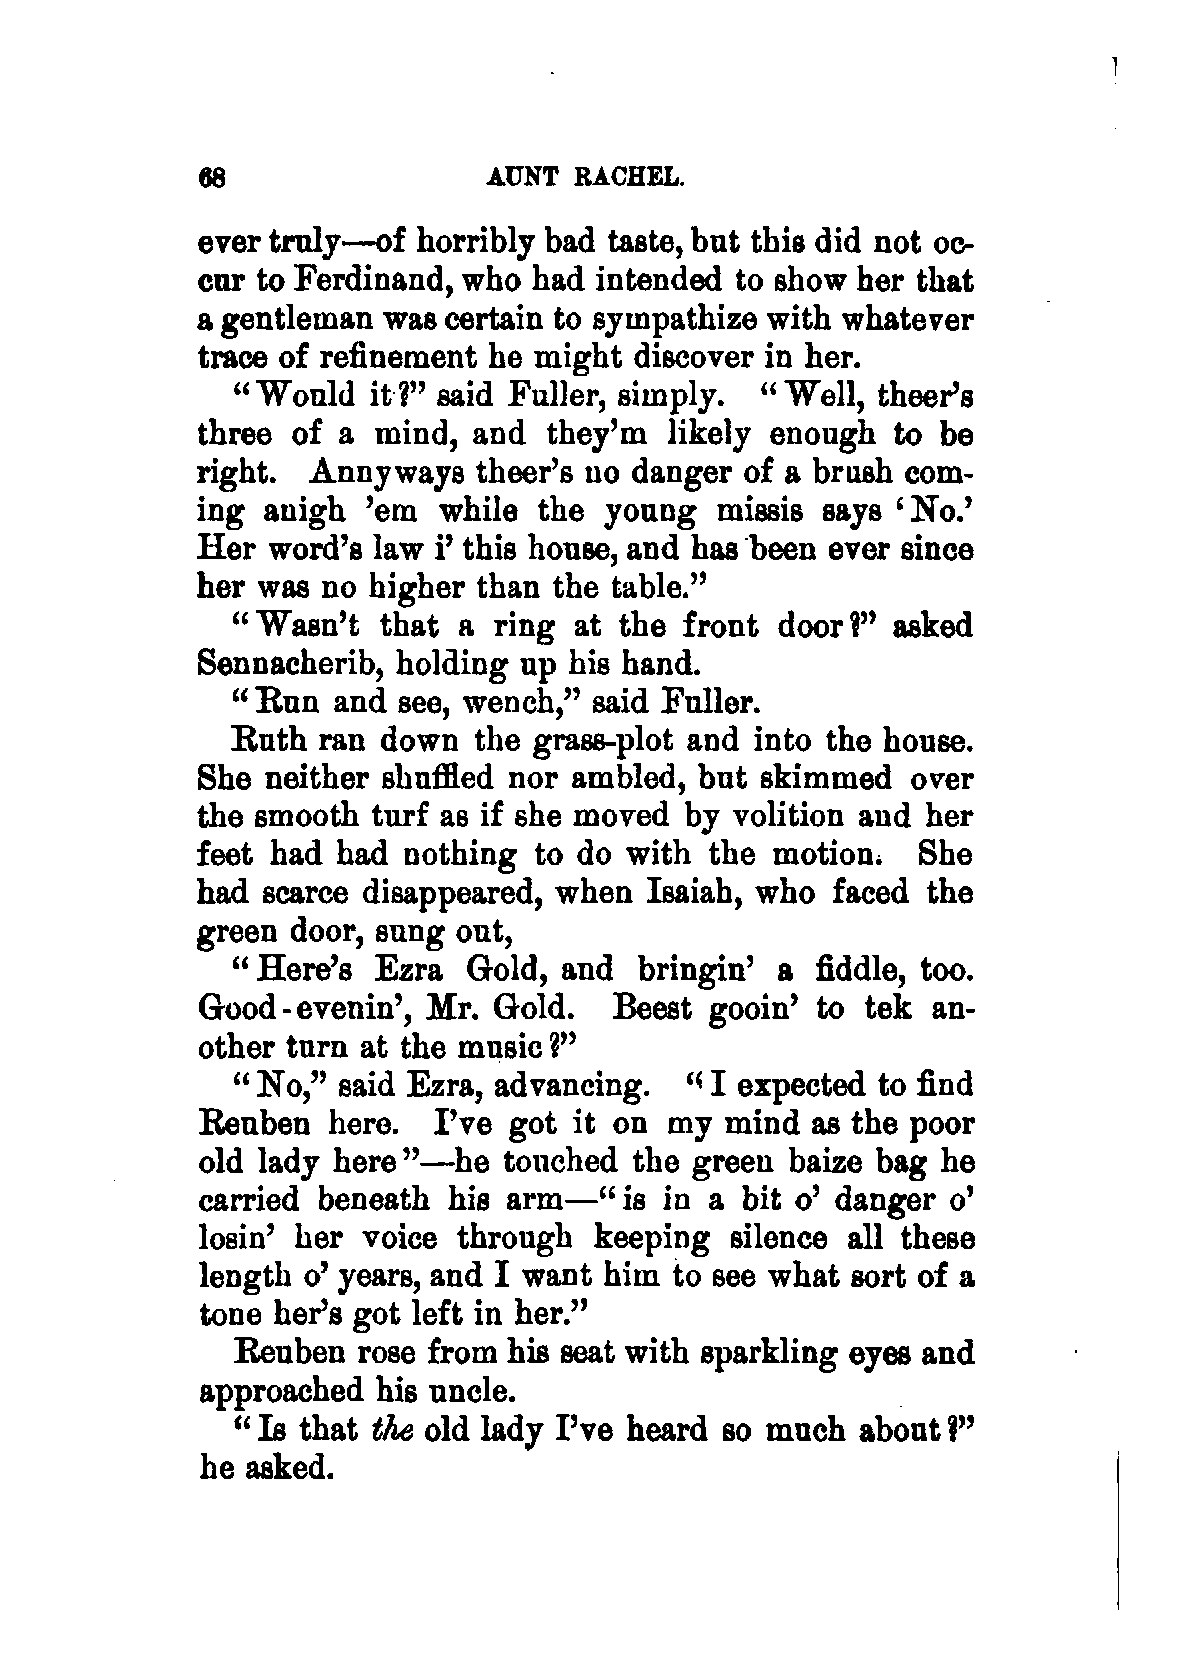 68 AUNT RACHEL.
ever truly—of horribly bad taste, but this did not oc-
cur to Ferdinand, who had intended to show her that
a gentleman was certain to sympathize with whatever
trace of refinement he might discover in her.
“Would it?” said Fuller, simply. “Well, theer’s
three of a mind, and they’m likely enough to be
right. Annyways theer’s no danger of a brush com-
ing anigh ’em while the young missis says ‘No.’
Her word’s law i’ this house, and has been ever since
her was no higher than the table.”
“Wasn’t that a ring at the front door?” asked
Sennacherib, holding up his hand.
“Run and see, wench,” said Fuller.
Ruth ran down the grass-plot and into the house.
She neither shuffled nor ambled, but skimmed over
the smooth turf as if she moved by volition and her
feet had had nothing to do with the motion. She
had scarce disappeared, when Isaiah, who faced the
green door, sung out,
“Here’s Ezra Gold, and bringin’ a fiddle, too.
Good-evenin’, Mr. Gold. Beest gooin’ to tek an-
other turn at the music?”
“No,” said Ezra, advancing. “I expected to find
Reuben here. I’ve got it on my mind as the poor
old lady here”—he touched the green baize bag he
carried beneath his arm—“is in a bit o’ danger o’
losin’ her voice through keeping silence all these
length o’ years, and I want him to see what sort of a
tone her’s got left in her.”
Reuben rose from his seat with sparkling eyes and
approached his uncle.
“Is that the old lady I’ve heard so much about?”
he asked.